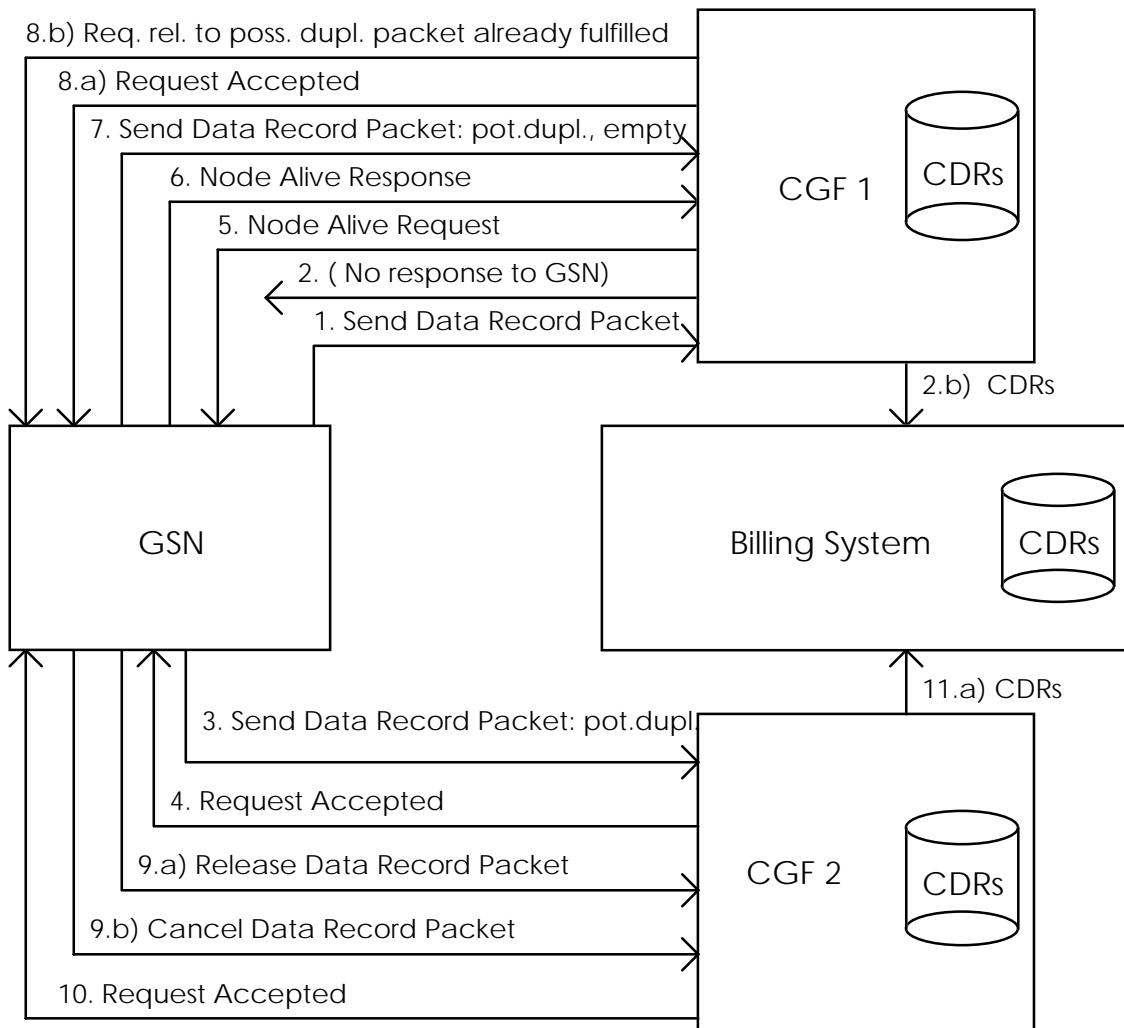 8.b) Req. rel. to poss. dupl. packet already fulfilled
8.a) Request Accepted
7. Send Data Record Packet: pot.dupl., empty
6. Node Alive Response
5. Node Alive Request
2. ( No response to GSN)
1. Send Data Record Packet
CGF 1
CDRs
2.b) CDRs
GSN
Billing System
CDRs
11.a) CDRs
3. Send Data Record Packet: pot.dupl.
4. Request Accepted
9.a) Release Data Record Packet
9.b) Cancel Data Record Packet
10. Request Accepted
CGF 2
CDRs